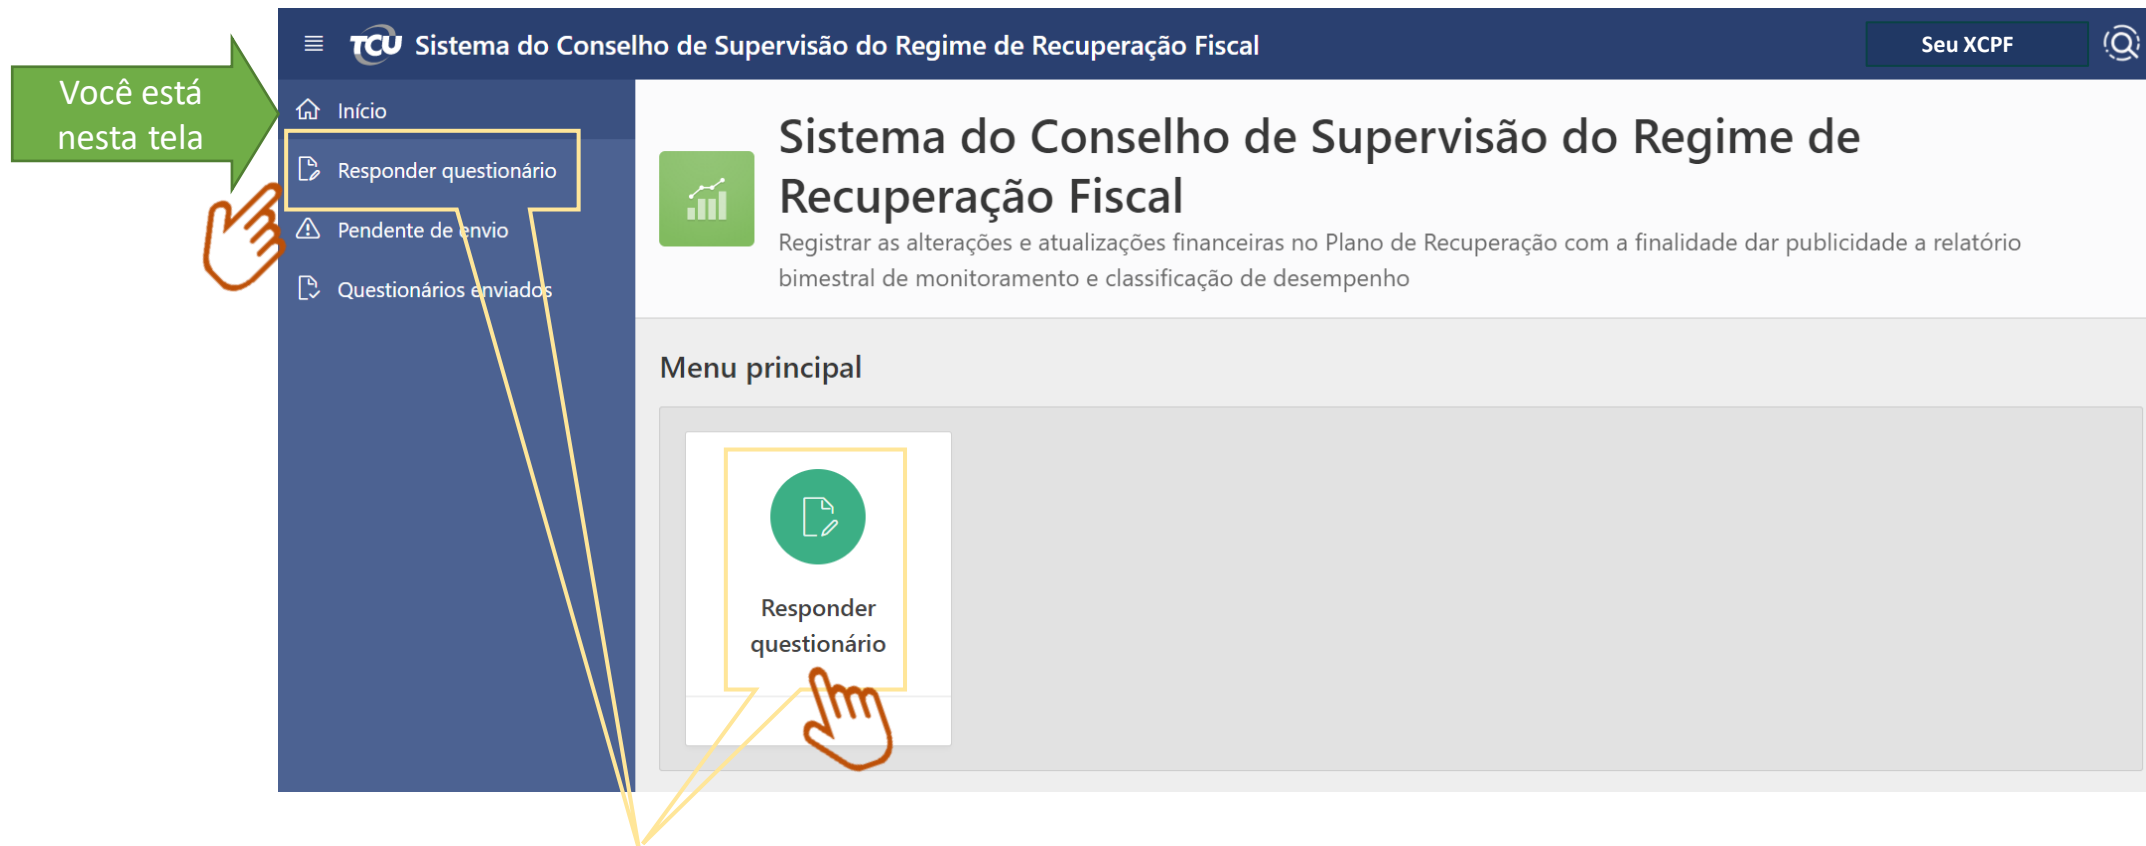 TCU Sistema do Conselho de Supervisão do Regime de Recuperação Fiscal
Seu XCPF
Você está
nesta tela
Início
Responder questionário
Pendente de envio
Questionários enviados
Sistema do Conselho de Supervisão do Regime de
Recuperação Fiscal
Registrar as alterações e atualizações financeiras no Plano de Recuperação com a finalidade dar publicidade a relatório
bimestral de monitoramento e classificação de desempenho
Menu principal
Responder
questionário